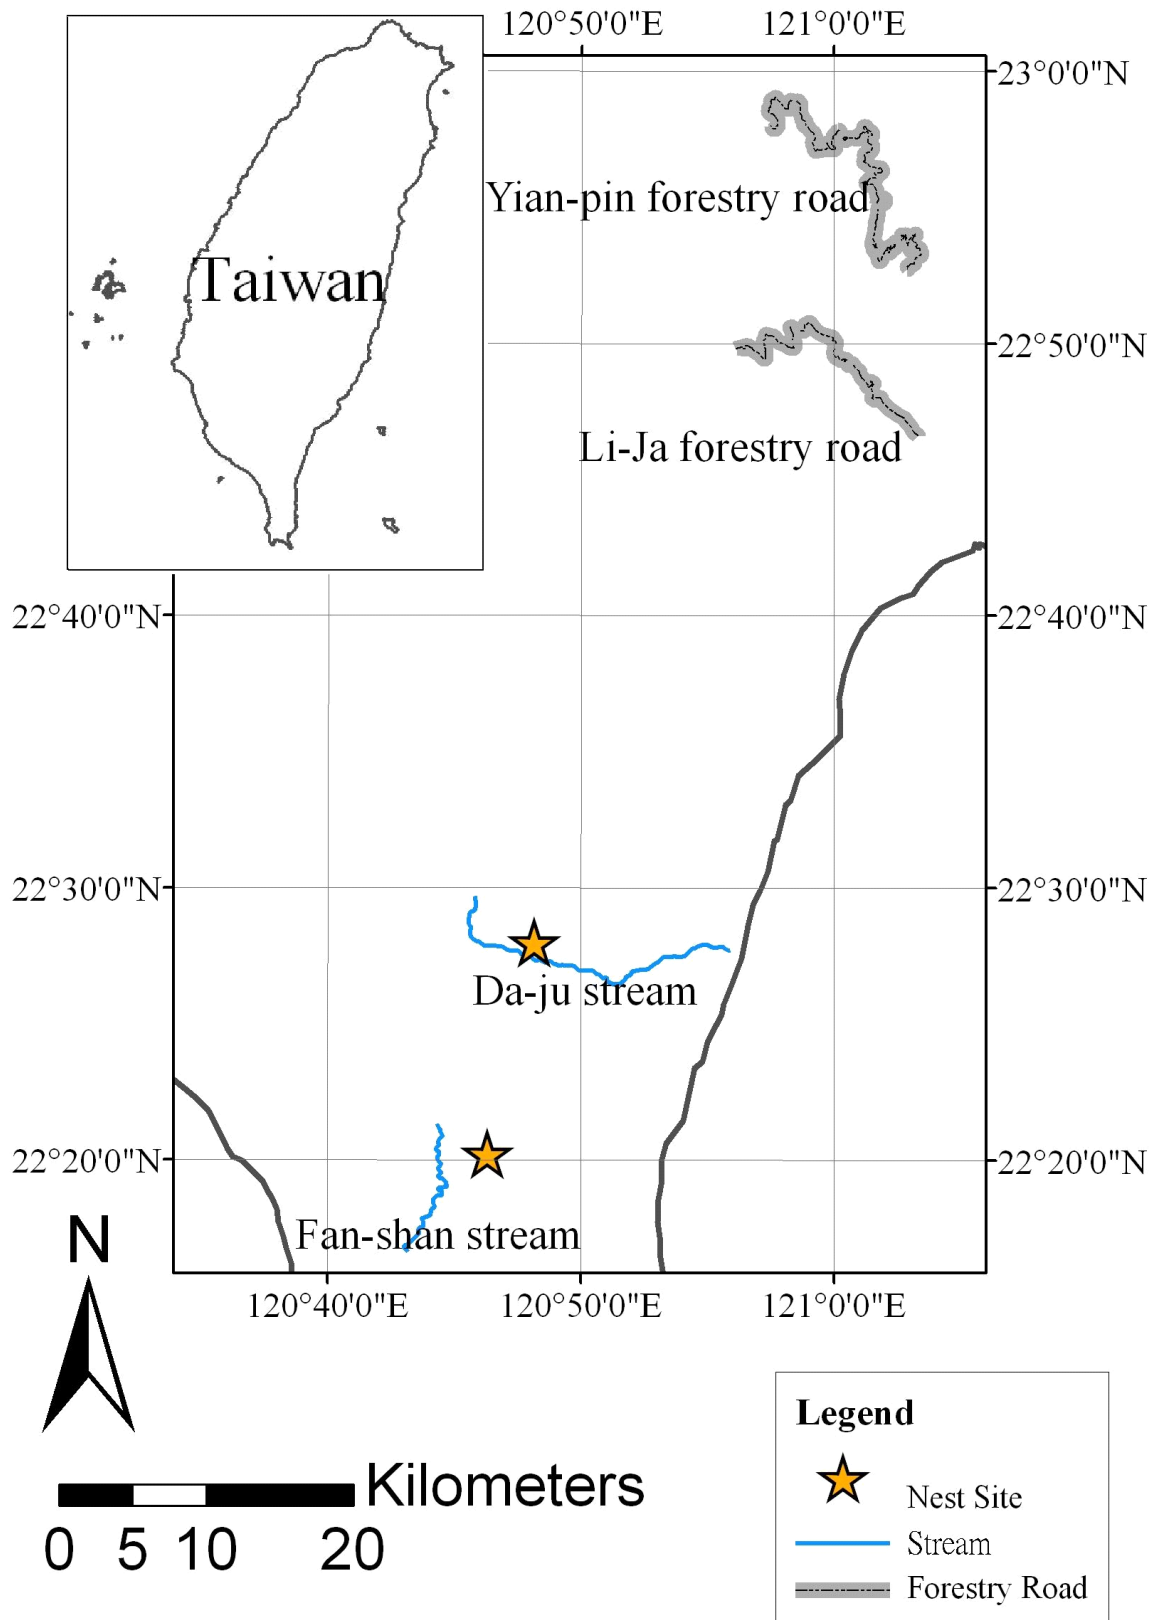 120°50'0"E
121°0'0"E
23°0'0"N
Yian-pin forestry road
Taiwan
22°50'0"N
Li-Ja forestry road
22°40'0"N
22°40'0"N
22°30'0"N
22°30'0"N
Da-ju stream
22°20'0"N
22°20'0"N
N
Fan-shan stream
120°40'0"E
120°50'0"E
121°0'0"E
Legend
Nest Site
Stream
Forestry Road
Kilometers
0 5 10 20